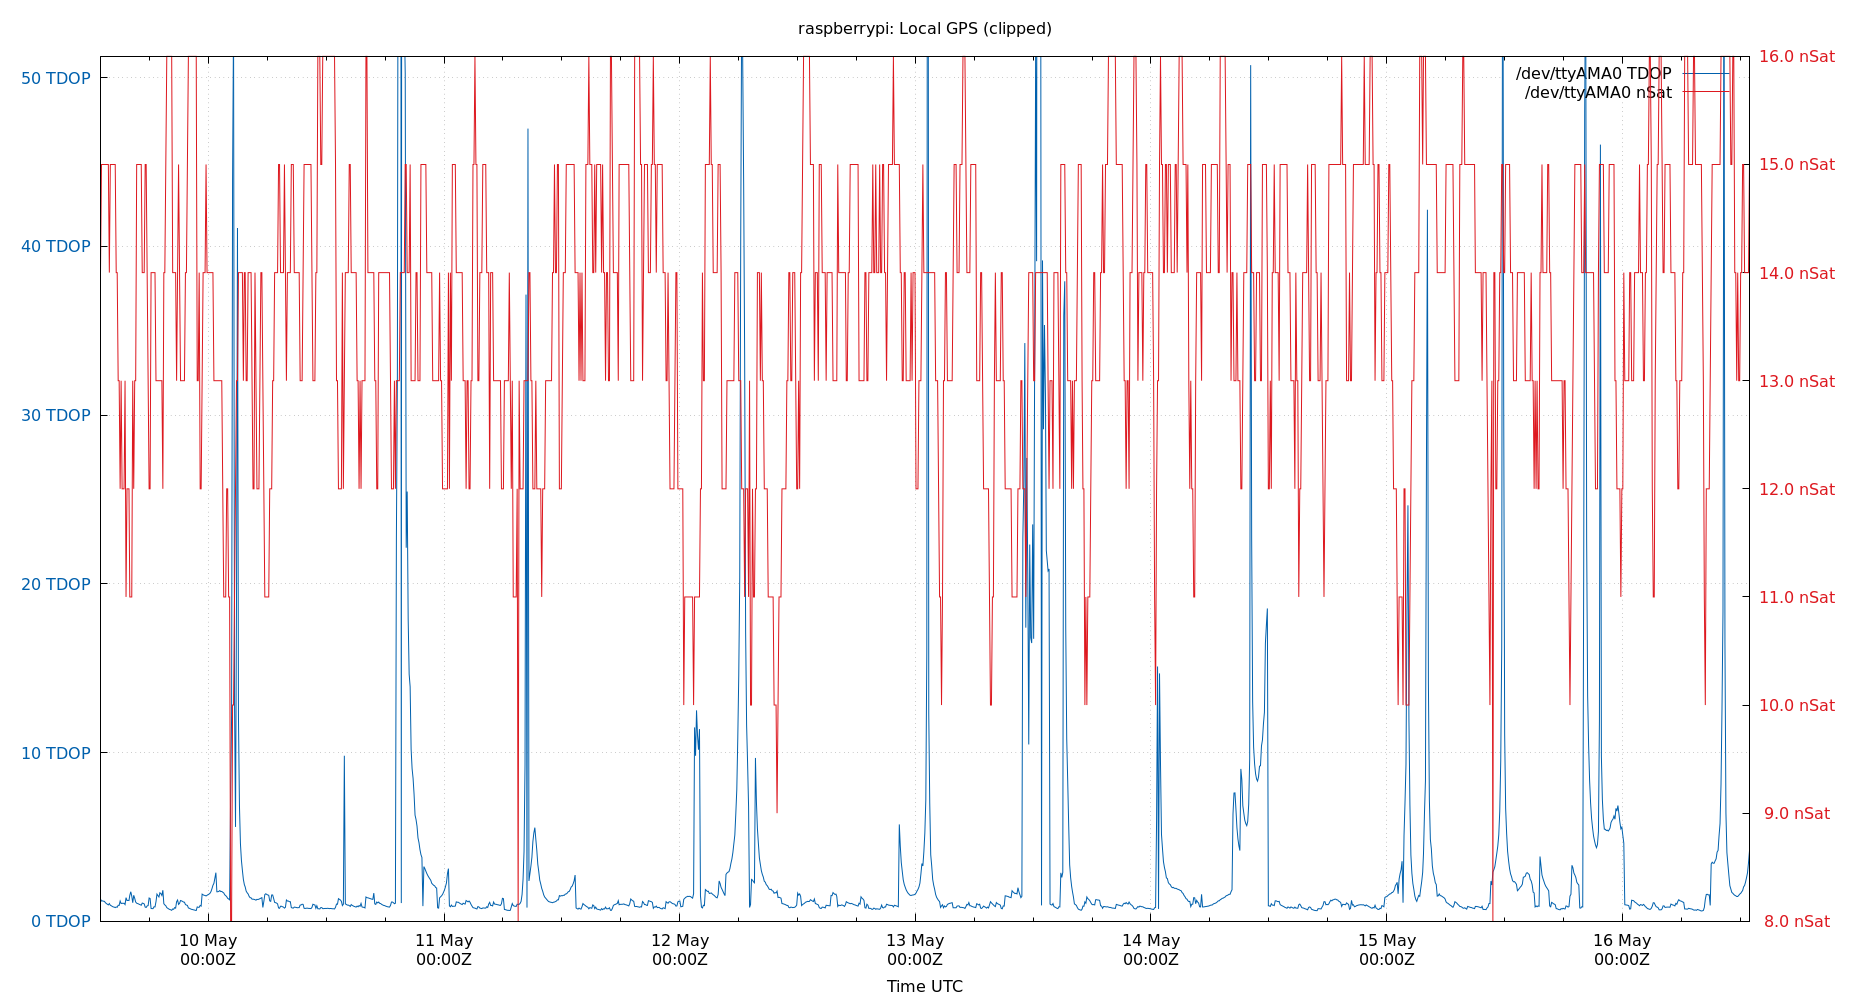 raspberrypi: Local GPS (clipped)
/dev/ttyAMA0 TDOP
/dev/ttyAMA0 nSat
50 TDOP
40 TDOP
30 TDOP
20 TDOP
10 TDOP
0 TDOP
16.0 nSat
15.0 nSat
14.0 nSat
13.0 nSat
12.0 nSat
11.0 nSat
10.0 nSat
9.0 nSat
8.0 nSat
10 May
00:00Z
11 May
00:00Z
12 May
00:00Z
13 May
00:00Z
14 May
00:00Z
15 May
00:00Z
16 May
00:00Z
Time UTC